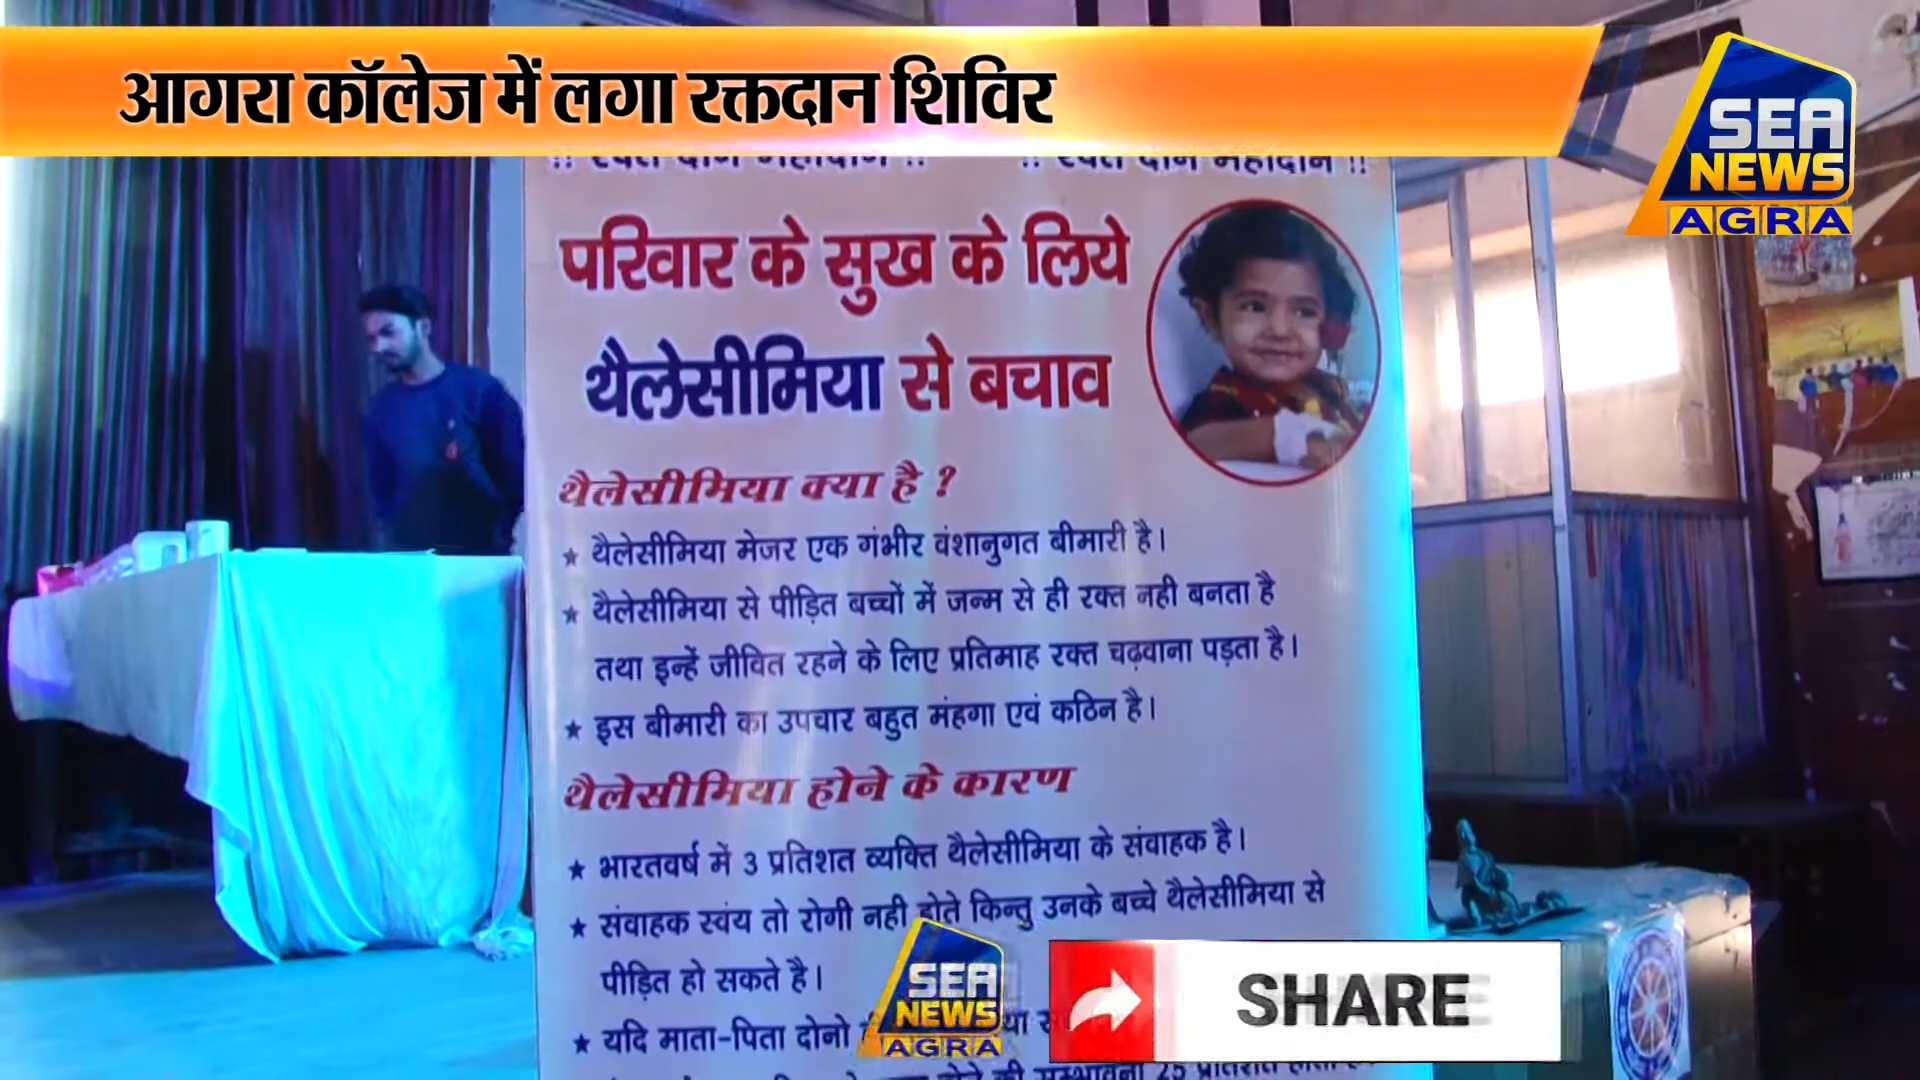 आगरा कॉलेज में लगा रक्तदान शिविर
SEA
NEWS
AGRA
परिवार के सुख के लिये
थैलेसीमिया से बचाव
थैलेसीमिया क्या है ?
★ थैलेसीमिया मेजर एक गंभीर वंशानुगत बीमारी है।
★ थैलेसीमिया से पीड़ित बच्चों में जन्म से ही रक्त नही बनता है
तथा इन्हें जीवित रहने के लिए प्रतिमाह रक्त चढ़वाना पड़ता है।
★ इस बीमारी का उपचार बहुत मंहगा एवं कठिन है।
थैलेसीमिया होने के कारण
★ भारतवर्ष में 3 प्रतिशत व्यक्ति थैलेसीमिया के संवाहक है।
★ संवाहक स्वंय तो रोगी नही होते किन्तु उनके बच्चे थैलेसीमिया से
पीड़ित हो सकते है।
★ यदि माता-पिता दोनो
SEA
NEWS
AGRA
SHARE